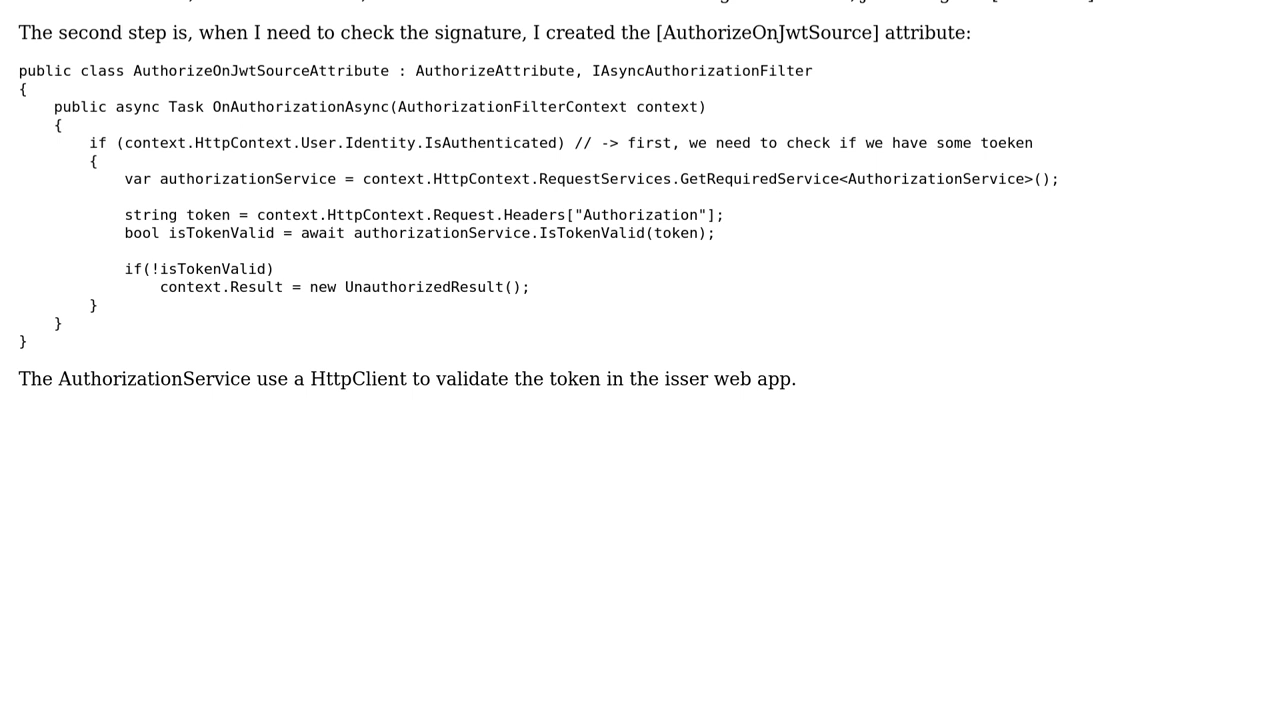 The second step is, when I need to check the signature, I created the [AuthorizeOnJwtSource] attribute:
public class AuthorizeOnJwtSourceAttribute : AuthorizeAttribute, IAsyncAuthorizationFilter
{
    public async Task OnAuthorizationAsync(AuthorizationFilterContext context)
    {
        if (context.HttpContext.User.Identity.IsAuthenticated) // -> first, we need to check if we have some toeken
        {
            var authorizationService = context.HttpContext.RequestServices.GetRequiredService<AuthorizationService>();
            string token = context.HttpContext.Request.Headers["Authorization"];
            bool isTokenValid = await authorizationService.IsTokenValid(token);
            if(!isTokenValid)
                context.Result = new UnauthorizedResult();
        }
    }
}
The AuthorizationService use a HttpClient to validate the token in the isser web app.